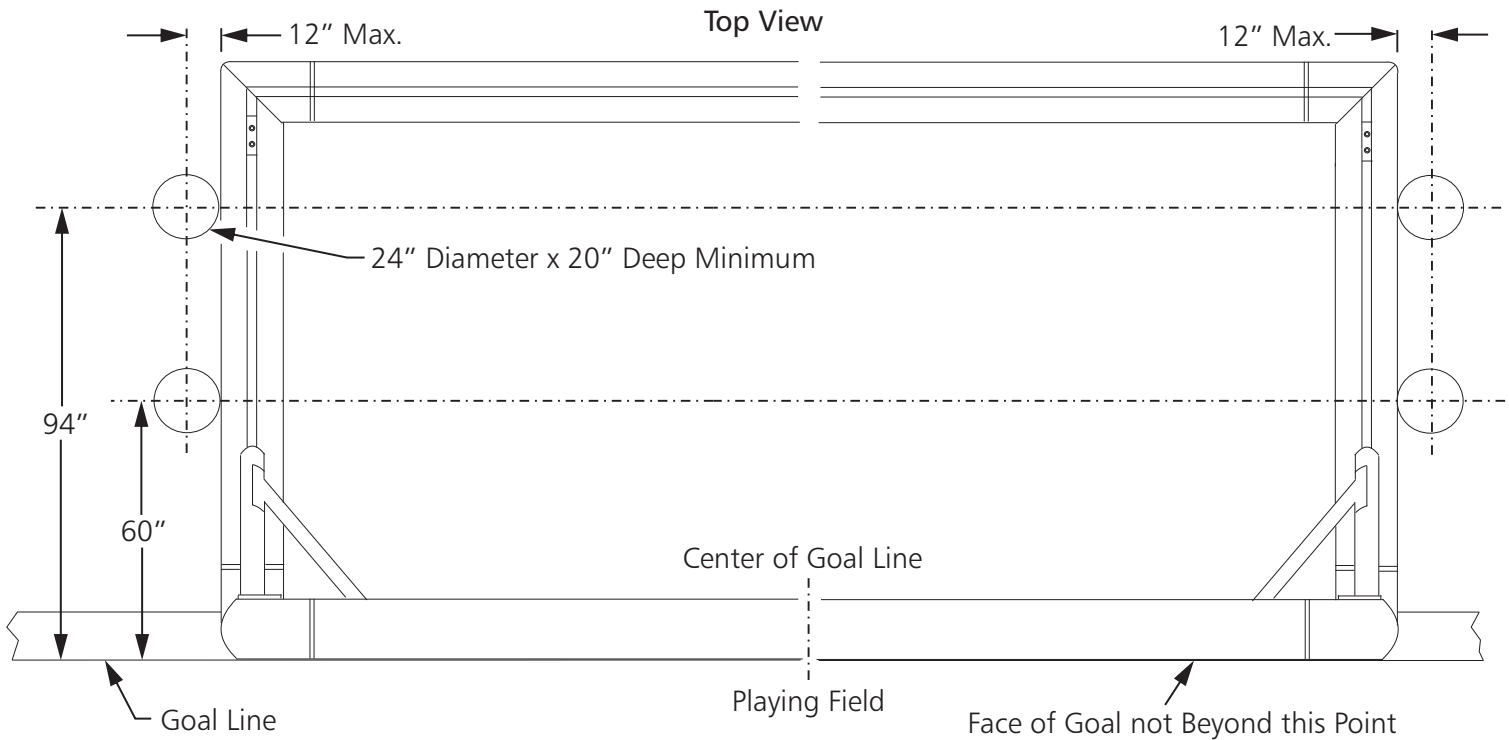 Top View
12” Max.
12” Max.
24” Diameter x 20” Deep Minimum
94”
60”
Center of Goal Line
Playing Field
Goal Line
Face of Goal not Beyond this Point